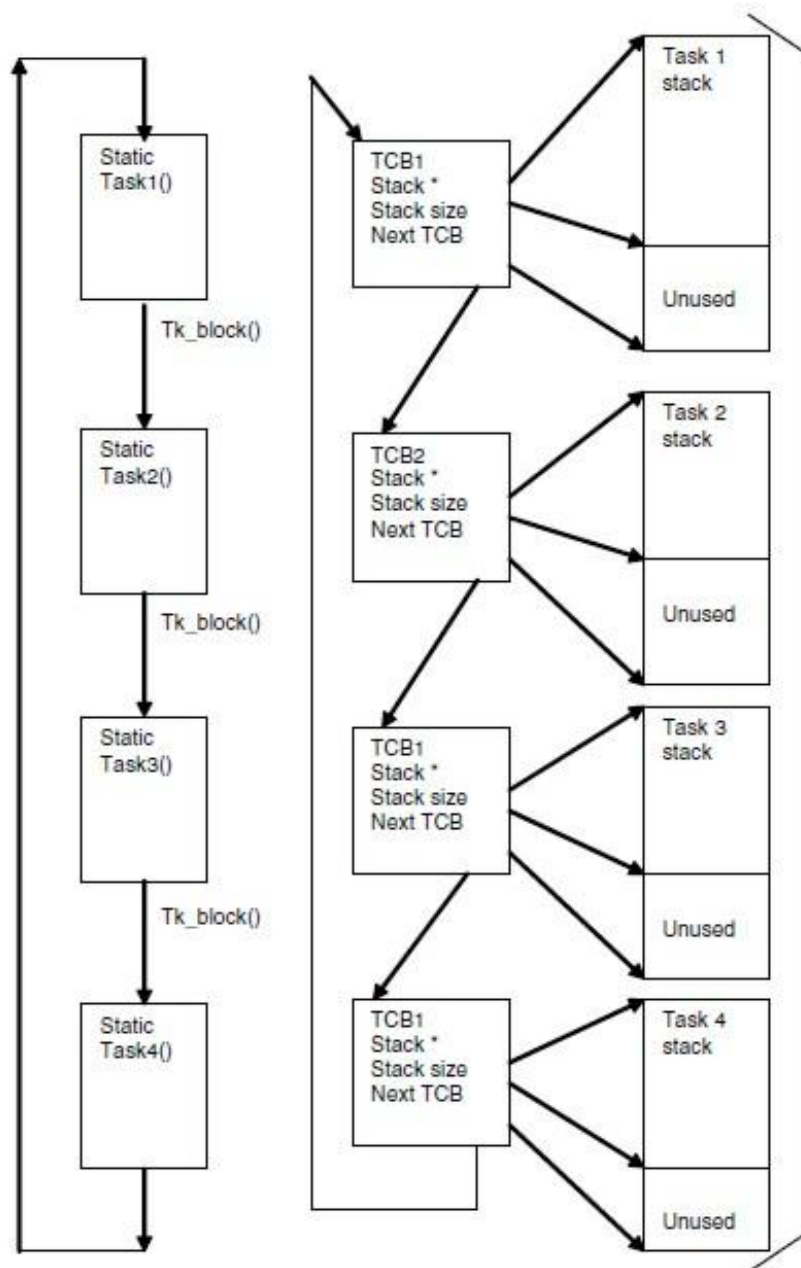 Static
Task1()
Tk_block()
Static
Task2()
Tk_block()
Static
Task3()
Tk_block()
Static
Task4()
TCB1
Stack *
Stack size
Next TCB
TCB2
Stack *
Stack size
Next TCB
TCB1
Stack *
Stack size
Next TCB
TCB1
Stack *
Stack size
Next TCB
Task 1
stack
Unused
Task 2
stack
Unused
Task 3
stack
Unused
Task 4
stack
Unused